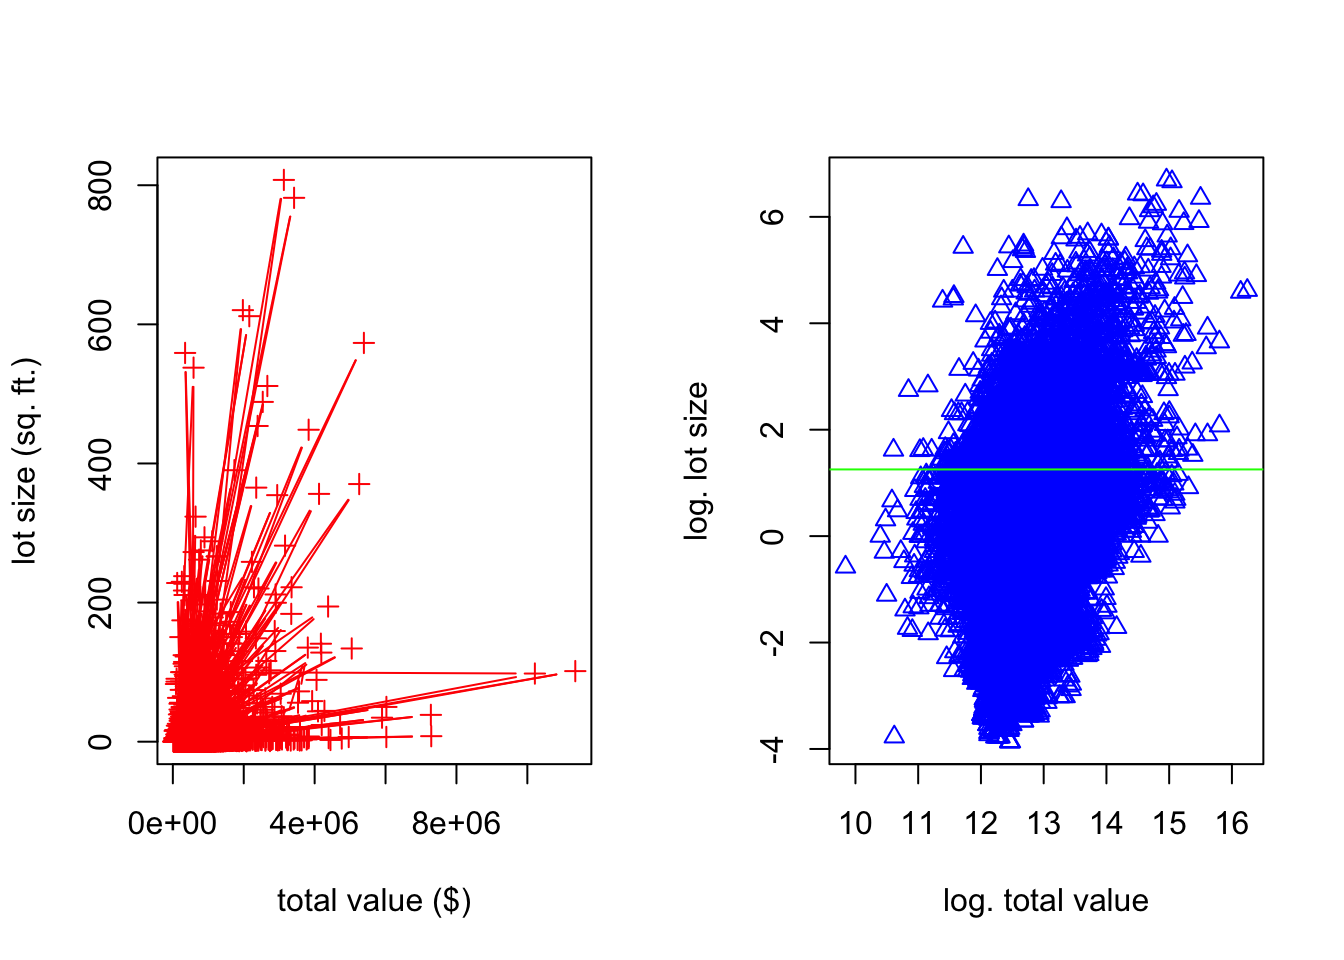 lot size (sq. ft.)
800
600
400
200
0
0e+00 4e+06 8e+06
total value ($)
log. lot size
6
4
2
0
-2
-4
10 11 12 13 14 15 16
log. total value